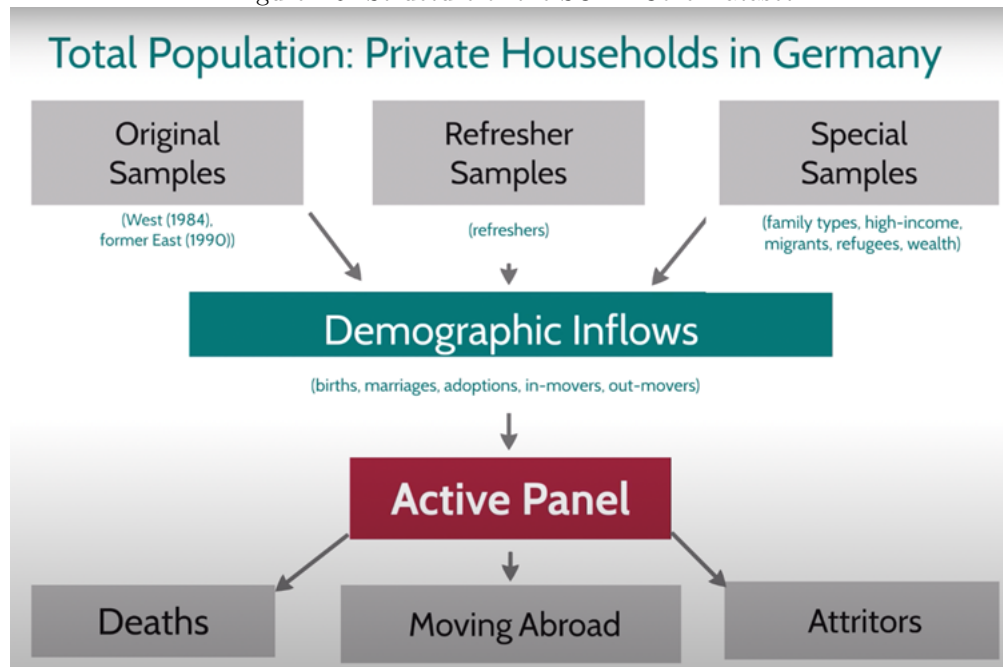 Total Population: Private Households in Germany
Original
Samples
Refresher
Samples
Special
Samples
(West (1984),
former East (1990))
(refreshers)
(family types, high-income,
migrants, refugees, wealth)
Demographic Inflows
(births, marriages, adoptions, in-movers, out-movers)
Active Panel
Deaths
Moving Abroad
Attritors